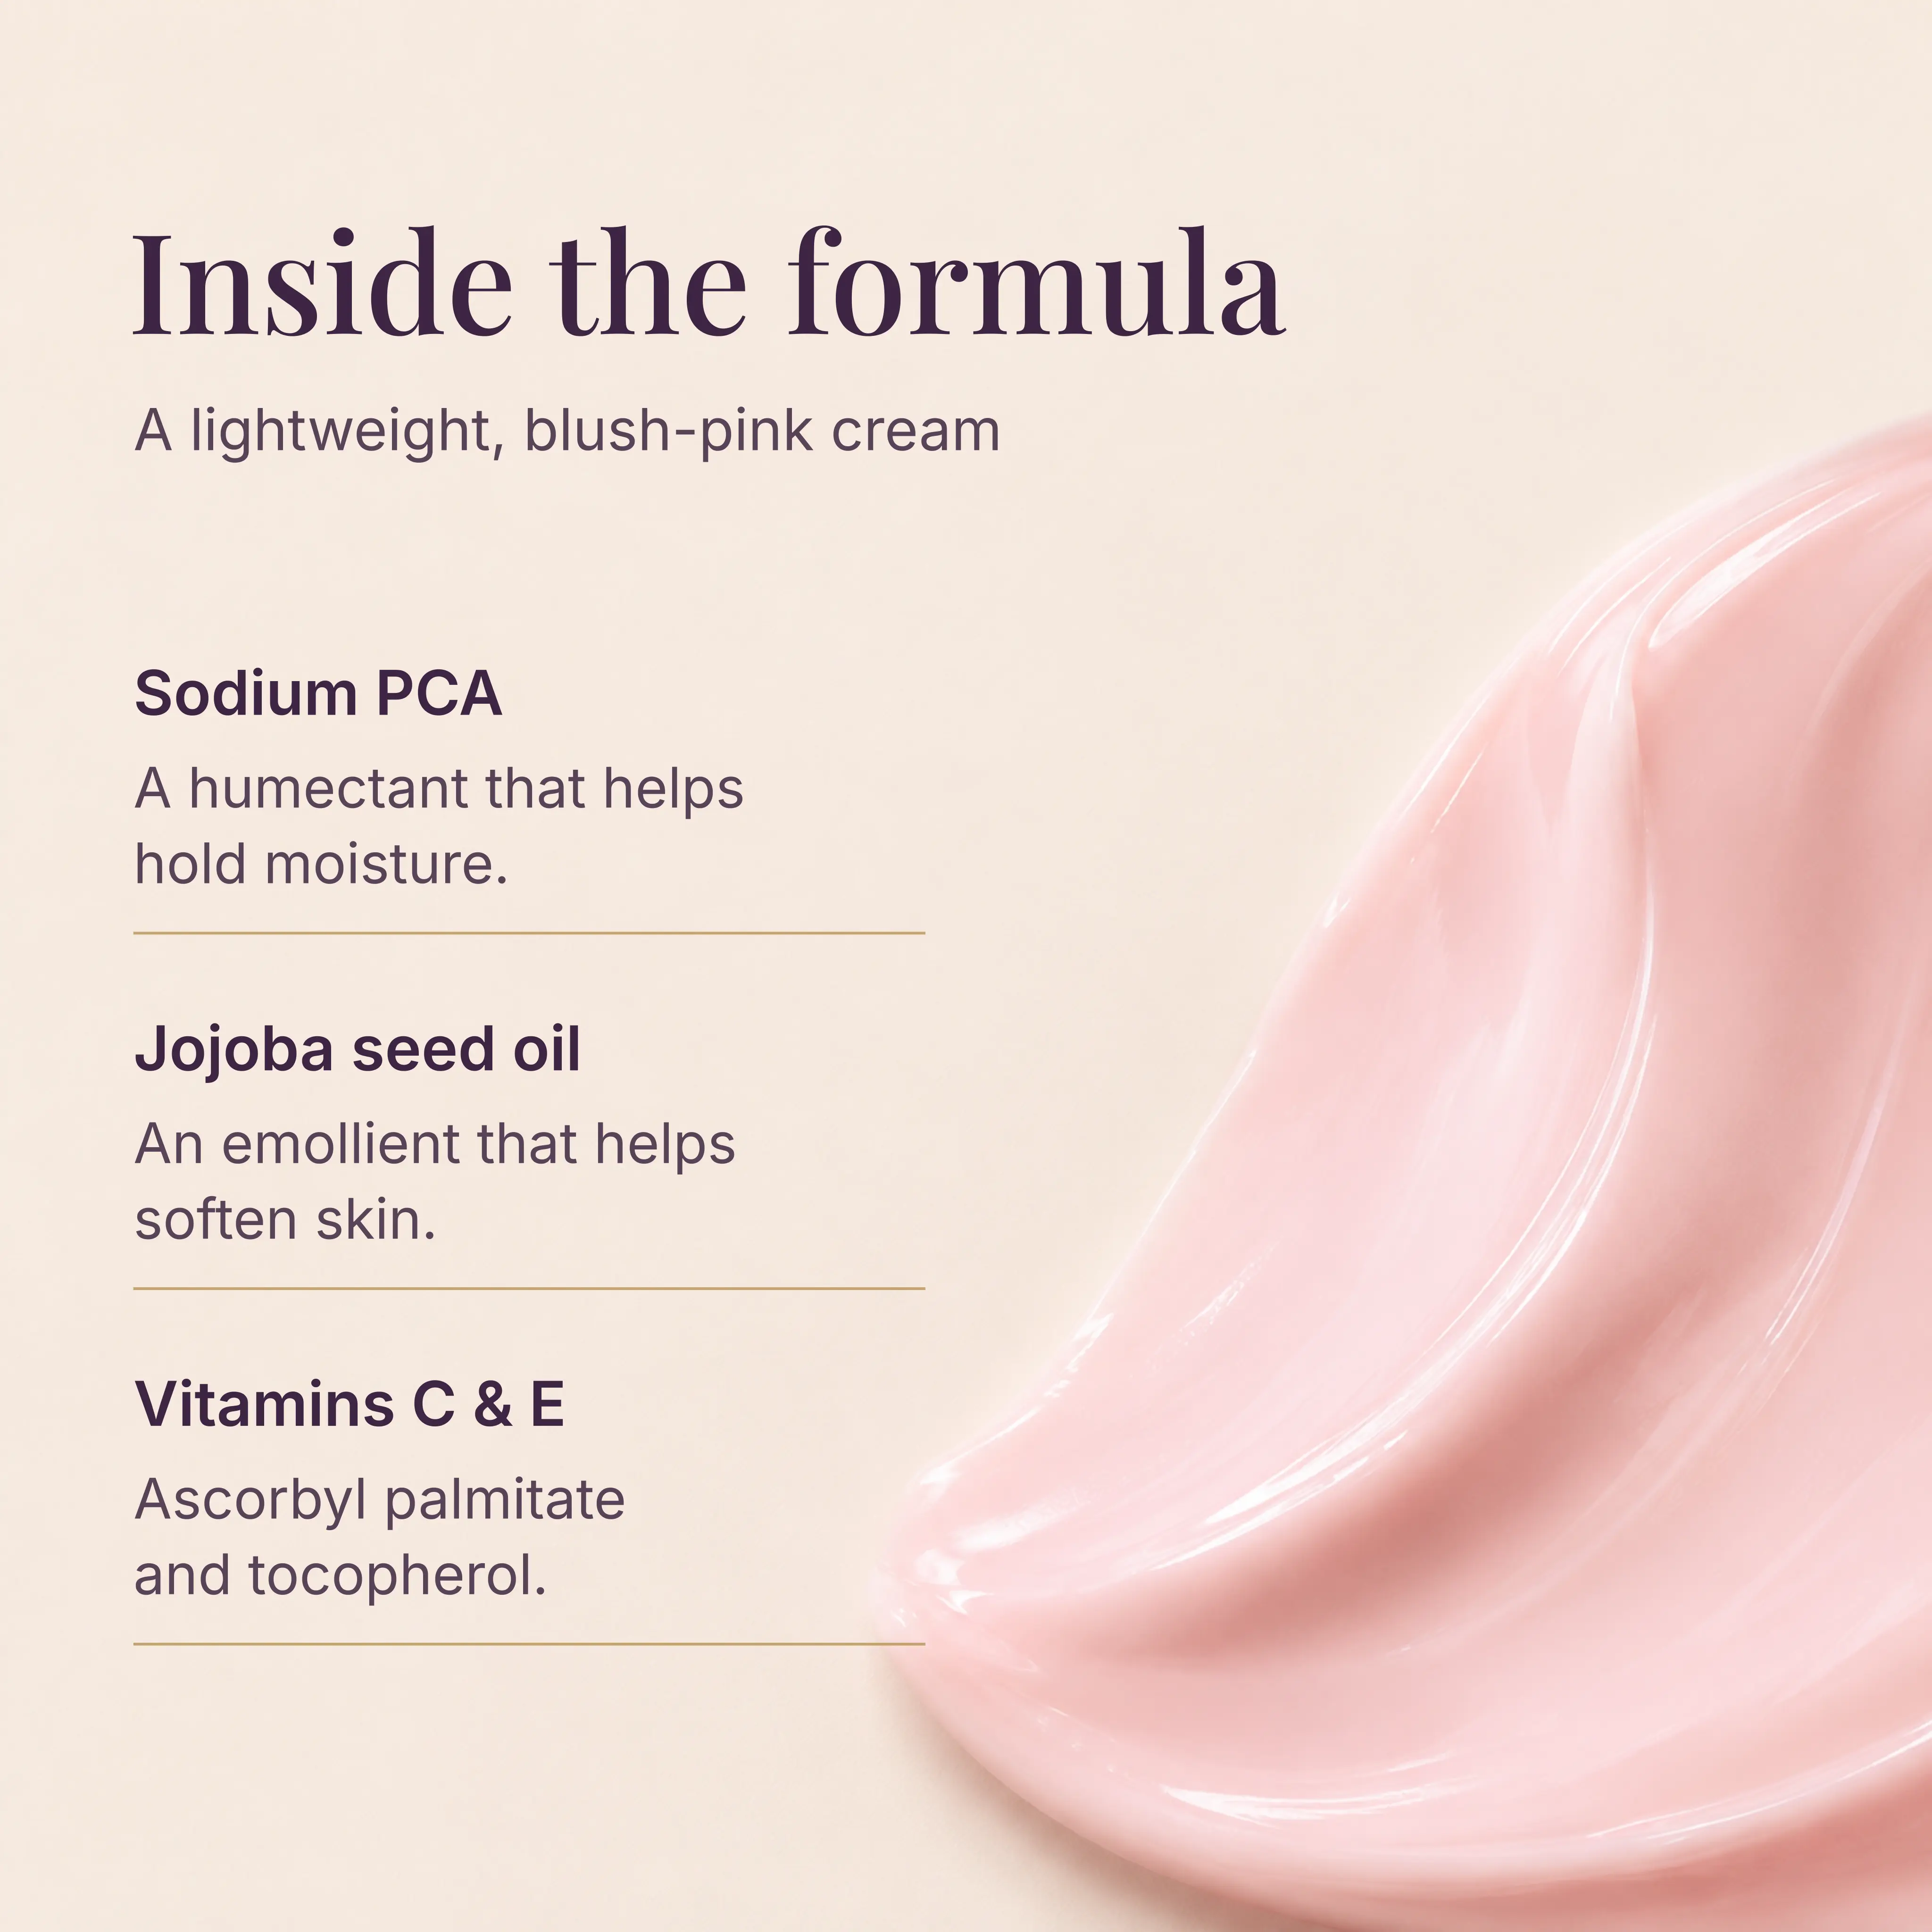 Inside the formula
A lightweight, blush-pink cream
Sodium PCA
A humectant that helps
hold moisture.
Jojoba seed oil
An emollient that helps
soften skin.
Vitamins C & E
Ascorbyl palmitate
and tocopherol.